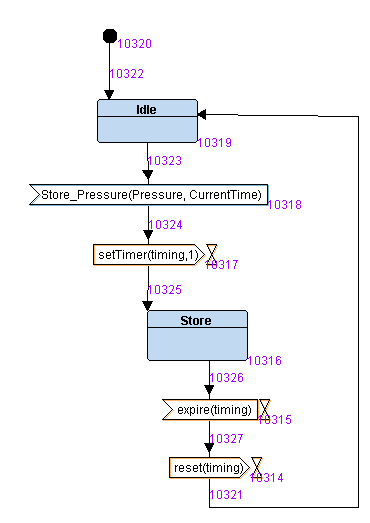 10320
10322
Idle
10319
10323
Store_Pressure(Pressure, CurrentTime)
10318
10324
setTimer(timing,1)
10317
10325
Store
10316
10326
expire(timing)
10315
10327
reset(timing)
10314
10321